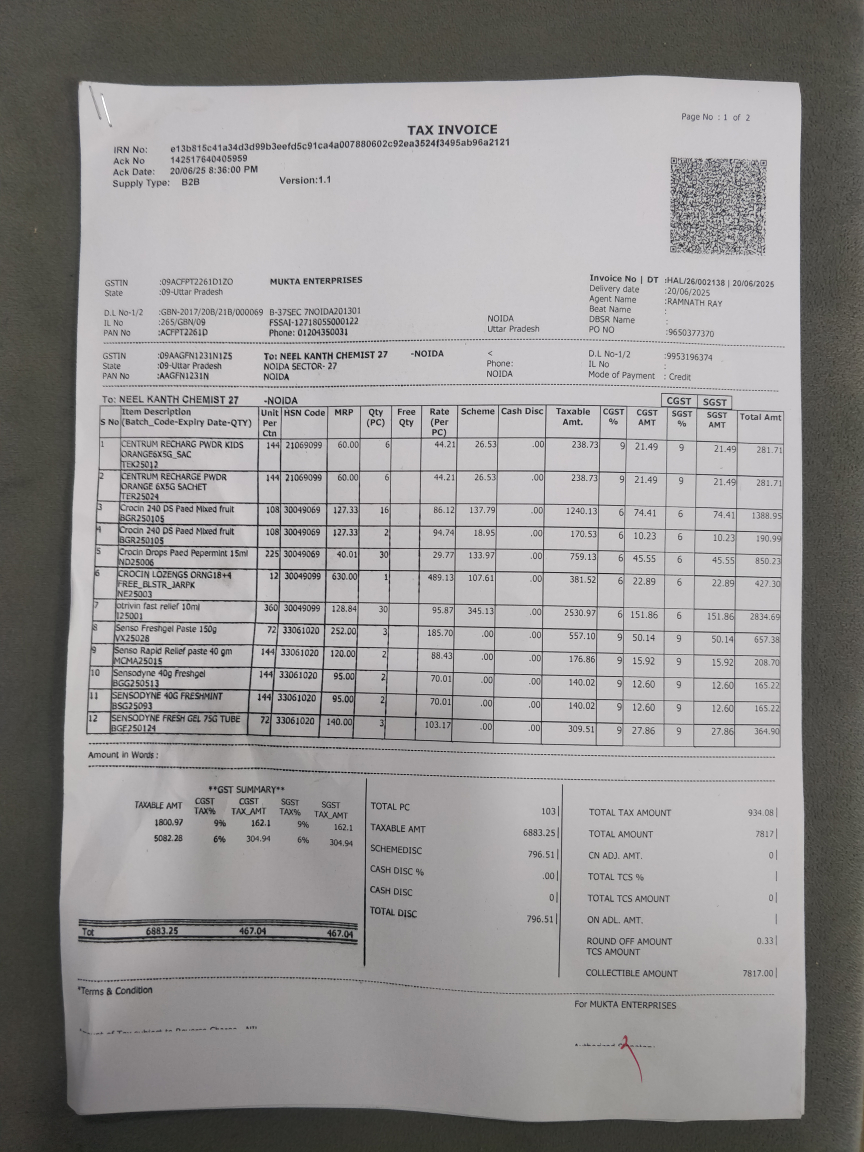 Page No : 1 of 2
TAX INVOICE
IRN No: e13b815c41a34d3d99b3eefd5c91ca4a007880602c92ea3524f3495ab96a2121
Ack No 142517640405959
Ack Date: 20/06/25 8:36:00 PM
Supply Type: B2B Version:1.1
GSTIN :09ACFPT2261D1ZO MUKTA ENTERPRISES Invoice No | DT :HAL/26/002138 | 20/06/2025
State :09-Uttar Pradesh Delivery date :20/06/2025
Agent Name :RAMNATH RAY
D.L No-1/2 :GBN-2017/20B/21B/000069 B-37SEC 7NOIDA201301 Beat Name :
IL No :265/GBN/09 FSSAI-12718055000122 NOIDA DBSR Name :
PAN No :ACFPT2261D Phone: 01204350031 Uttar Pradesh PO NO :9650377370
GSTIN :09AAGFN1231N1Z5 To: NEEL KANTH CHEMIST 27 -NOIDA < D.L No-1/2 :9953196374
State :09-Uttar Pradesh NOIDA SECTOR- 27 Phone: IL No :
PAN No :AAGFN1231N NOIDA NOIDA Mode of Payment : Credit
To: NEEL KANTH CHEMIST 27 -NOIDA CGST SGST
S No Item Description (Batch_Code-Expiry Date-QTY) Unit Per Ctn HSN Code MRP Qty (PC) Free Qty Rate (Per PC) Scheme Cash Disc Taxable Amt. CGST % CGST AMT SGST % SGST AMT Total Amt
1 CENTRUM RECHARG PWDR KIDS 144 21069099 60.00 6 44.21 26.53 .00 238.73 9 21.49 9 21.49 281.71
ORANGE6X5G_SAC
TEK25012
2 CENTRUM RECHARGE PWDR 144 21069099 60.00 6 44.21 26.53 .00 238.73 9 21.49 9 21.49 281.71
ORANGE 6X5G SACHET
TER25024
3 Crocin 240 DS Paed Mixed fruit 108 30049069 127.33 16 86.12 137.79 .00 1240.13 6 74.41 6 74.41 1388.95
BGR250105
4 Crocin 240 DS Paed Mixed fruit 108 30049069 127.33 2 94.74 18.95 .00 170.53 6 10.23 6 10.23 190.99
BGR250105
5 Crocin Drops Paed Pepermint 15ml 225 30049069 40.01 30 29.77 133.97 .00 759.13 6 45.55 6 45.55 850.23
ND25006
6 CROCIN LOZENGS ORNG18+4 12 30049099 630.00 1 489.13 107.61 .00 381.52 6 22.89 6 22.89 427.30
FREE_BLSTR_JARPK
NE25003
7 otrivin fast relief 10ml 360 30049099 128.84 30 95.87 345.13 .00 2530.97 6 151.86 6 151.86 2834.69
I25001
8 Senso Freshgel Paste 150g 72 33061020 252.00 3 185.70 .00 .00 557.10 9 50.14 9 50.14 657.38
VX25028
9 Senso Rapid Relief paste 40 gm 144 33061020 120.00 2 88.43 .00 .00 176.86 9 15.92 9 15.92 208.70
MCMA25015
10 Sensodyne 40g Freshgel 144 33061020 95.00 2 70.01 .00 .00 140.02 9 12.60 9 12.60 165.22
BGG250513
11 SENSODYNE 40G FRESHMINT 144 33061020 95.00 2 70.01 .00 .00 140.02 9 12.60 9 12.60 165.22
BSG25093
12 SENSODYNE FRESH GEL 75G TUBE 72 33061020 140.00 3 103.17 .00 .00 309.51 9 27.86 9 27.86 364.90
BGE250124
Amount in Words :
**GST SUMMARY**
TAXABLE AMT CGST TAX% CGST TAX_AMT SGST TAX% SGST TAX_AMT
1800.97 9% 162.1 9% 162.1
5082.28 6% 304.94 6% 304.94
Tot 6883.25 467.04 467.04
TOTAL PC 103
TAXABLE AMT 6883.25
SCHEMEDISC 796.51
CASH DISC % .00
CASH DISC 0
TOTAL DISC 796.51
TOTAL TAX AMOUNT 934.08
TOTAL AMOUNT 7817
CN ADJ. AMT. 0
TOTAL TCS %
TOTAL TCS AMOUNT 0
ON ADL. AMT.
ROUND OFF AMOUNT 0.33
TCS AMOUNT
COLLECTIBLE AMOUNT 7817.00
*Terms & Condition
For MUKTA ENTERPRISES